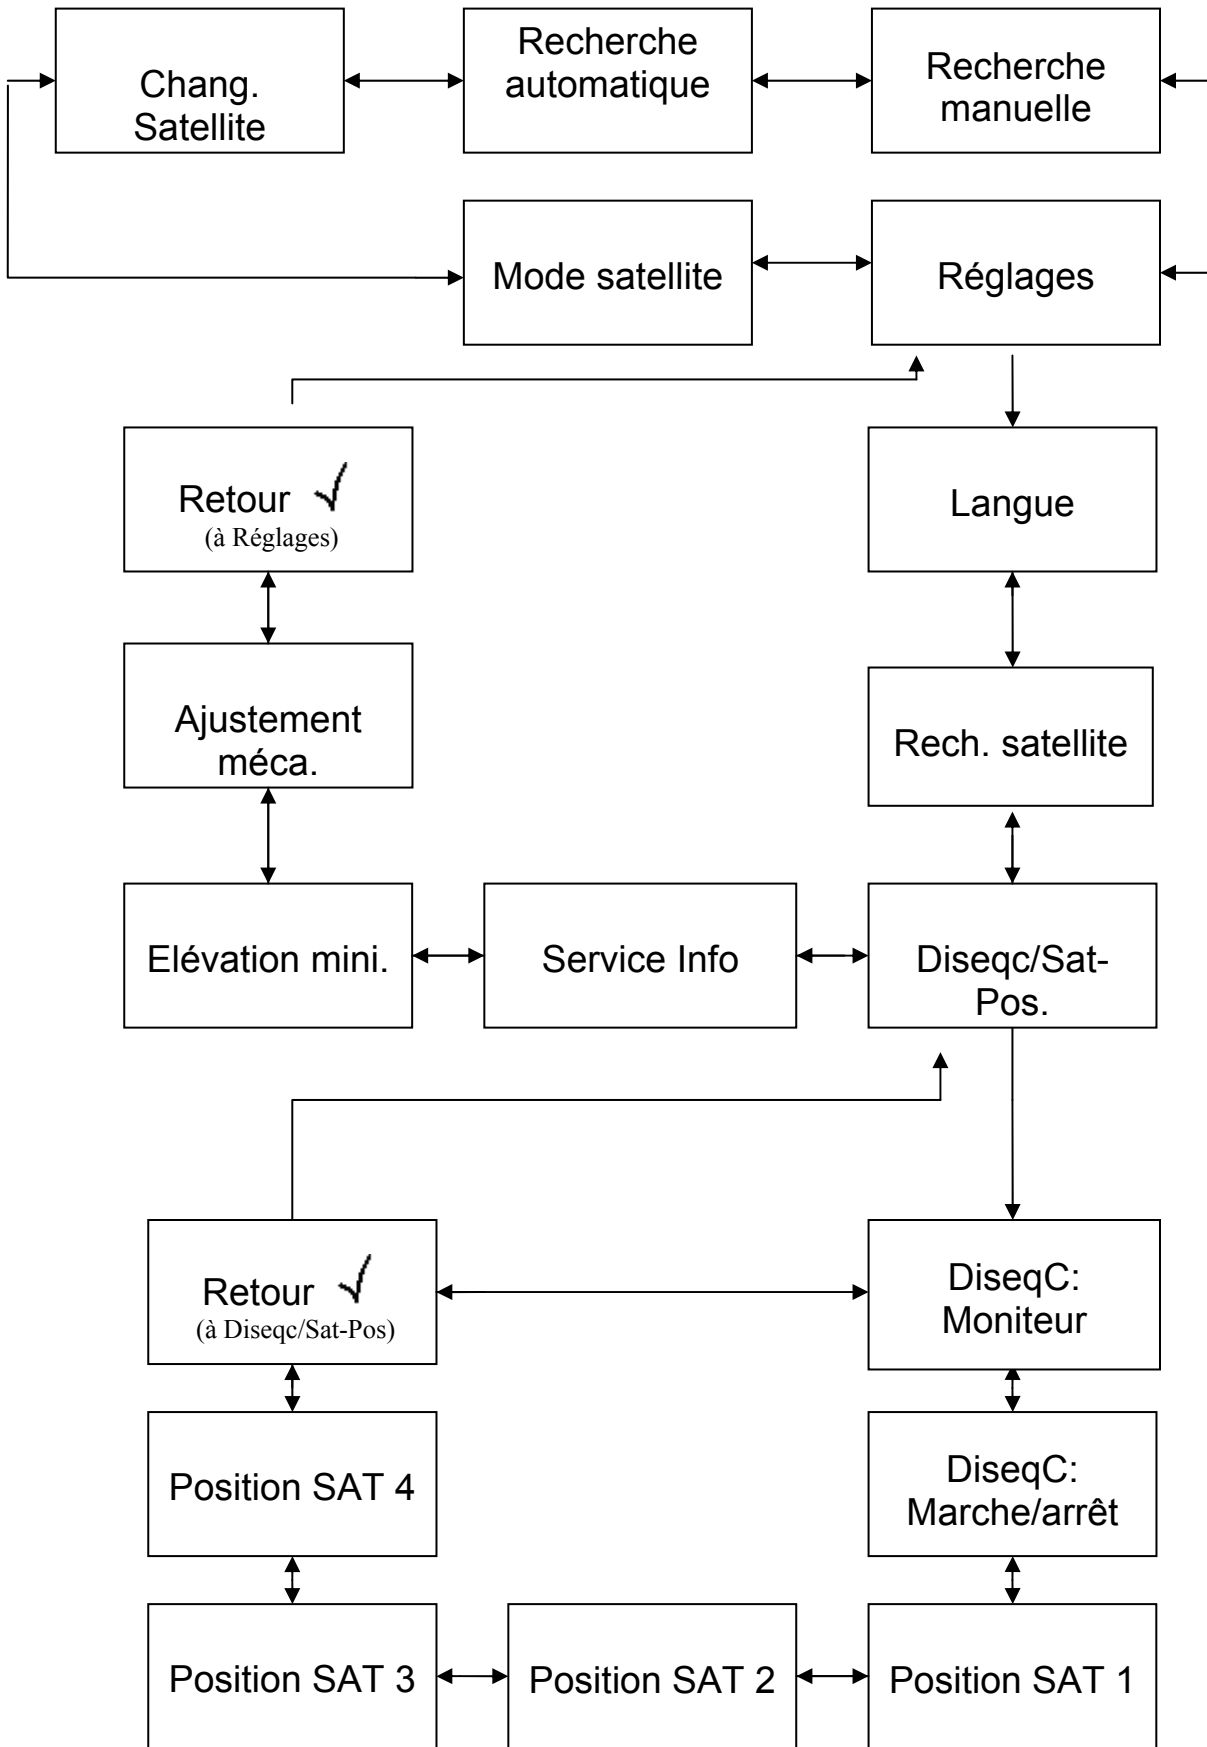 Chang.
Satellite
Recherche
automatique
Recherche
manuelle
Mode satellite
Réglages
Retour √
(à Réglages)
Langue
Ajustement
méca.
Rech. satellite
Elévation mini.
Service Info
Diseqc/Sat-
Pos.
Retour √
(à Diseqc/Sat-Pos)
DiseqC:
Moniteur
Position SAT 4
DiseqC:
Marche/arrêt
Position SAT 3
Position SAT 2
Position SAT 1